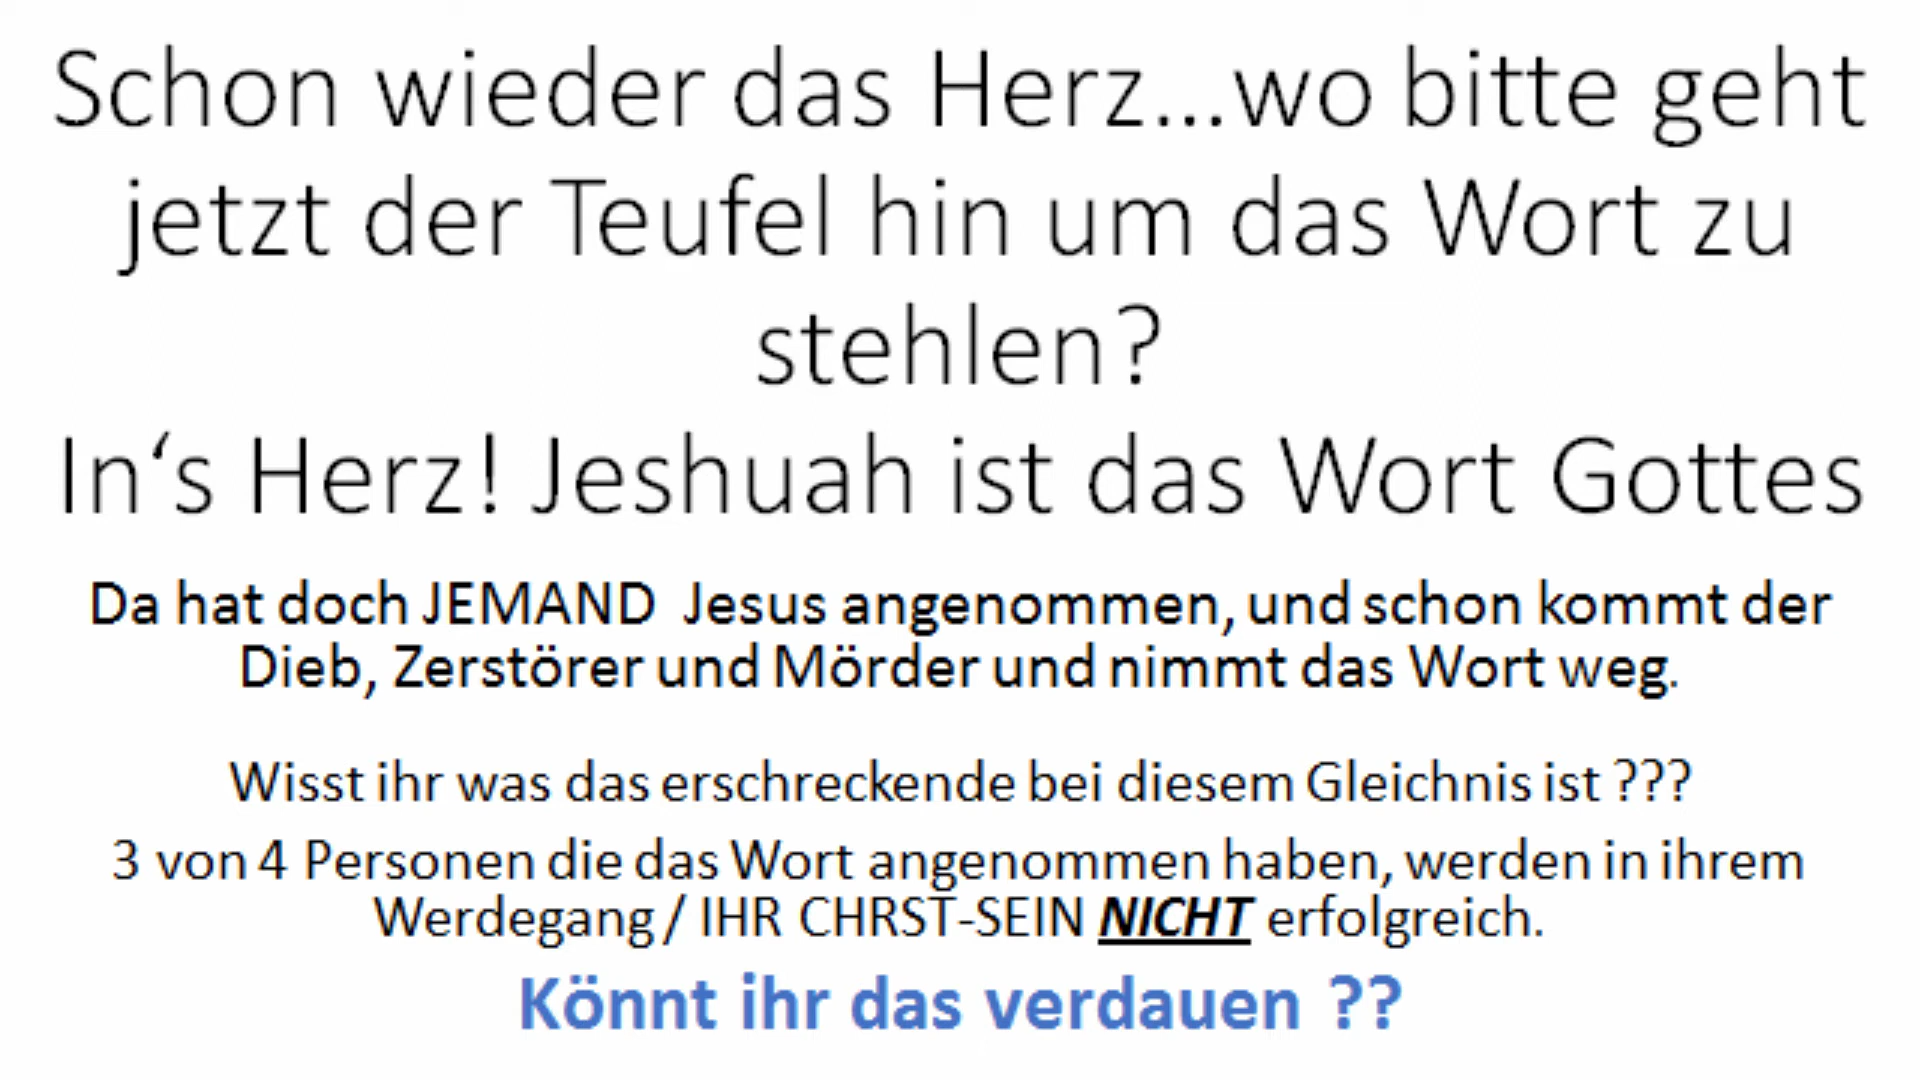 Schon wieder das Herz...wo bitte geht
jetzt der Teufel hin um das Wort zu
stehlen?
In‘s Herz! Jeshuah ist das Wort Gottes
Da hat doch JEMAND Jesus angenommen, und schon kommt der
Dieb, Zerstörer und Mörder und nimmt das Wort weg.
Wisst ihr was das erschreckende bei diesem Gleichnis ist ???
3 von 4 Personen die das Wort angenommen haben, werden in ihrem
Werdegang / IHR CHRST-SEIN NICHT erfolgreich.
Könnt ihr das verdauen ??